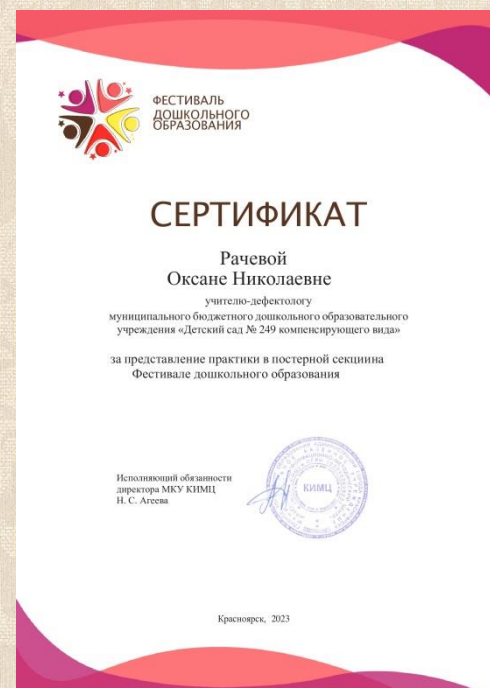 ФЕСТИВАЛЬ
ДОШКОЛЬНОГО
ОБРАЗОВАНИЯ
СЕРТИФИКАТ
Рачевой
Оксане Николаевне
учителю-дефектологу
муниципального бюджетного дошкольного образовательного
учреждения «Детский сад № 249 компенсирующего вида»
за представление практики в постерной секциина
Фестивале дошкольного образования
Исполняющий обязанности
директора МКУ КИМЦ
Н. С. Агеева
КИМЦ
Красноярск, 2023